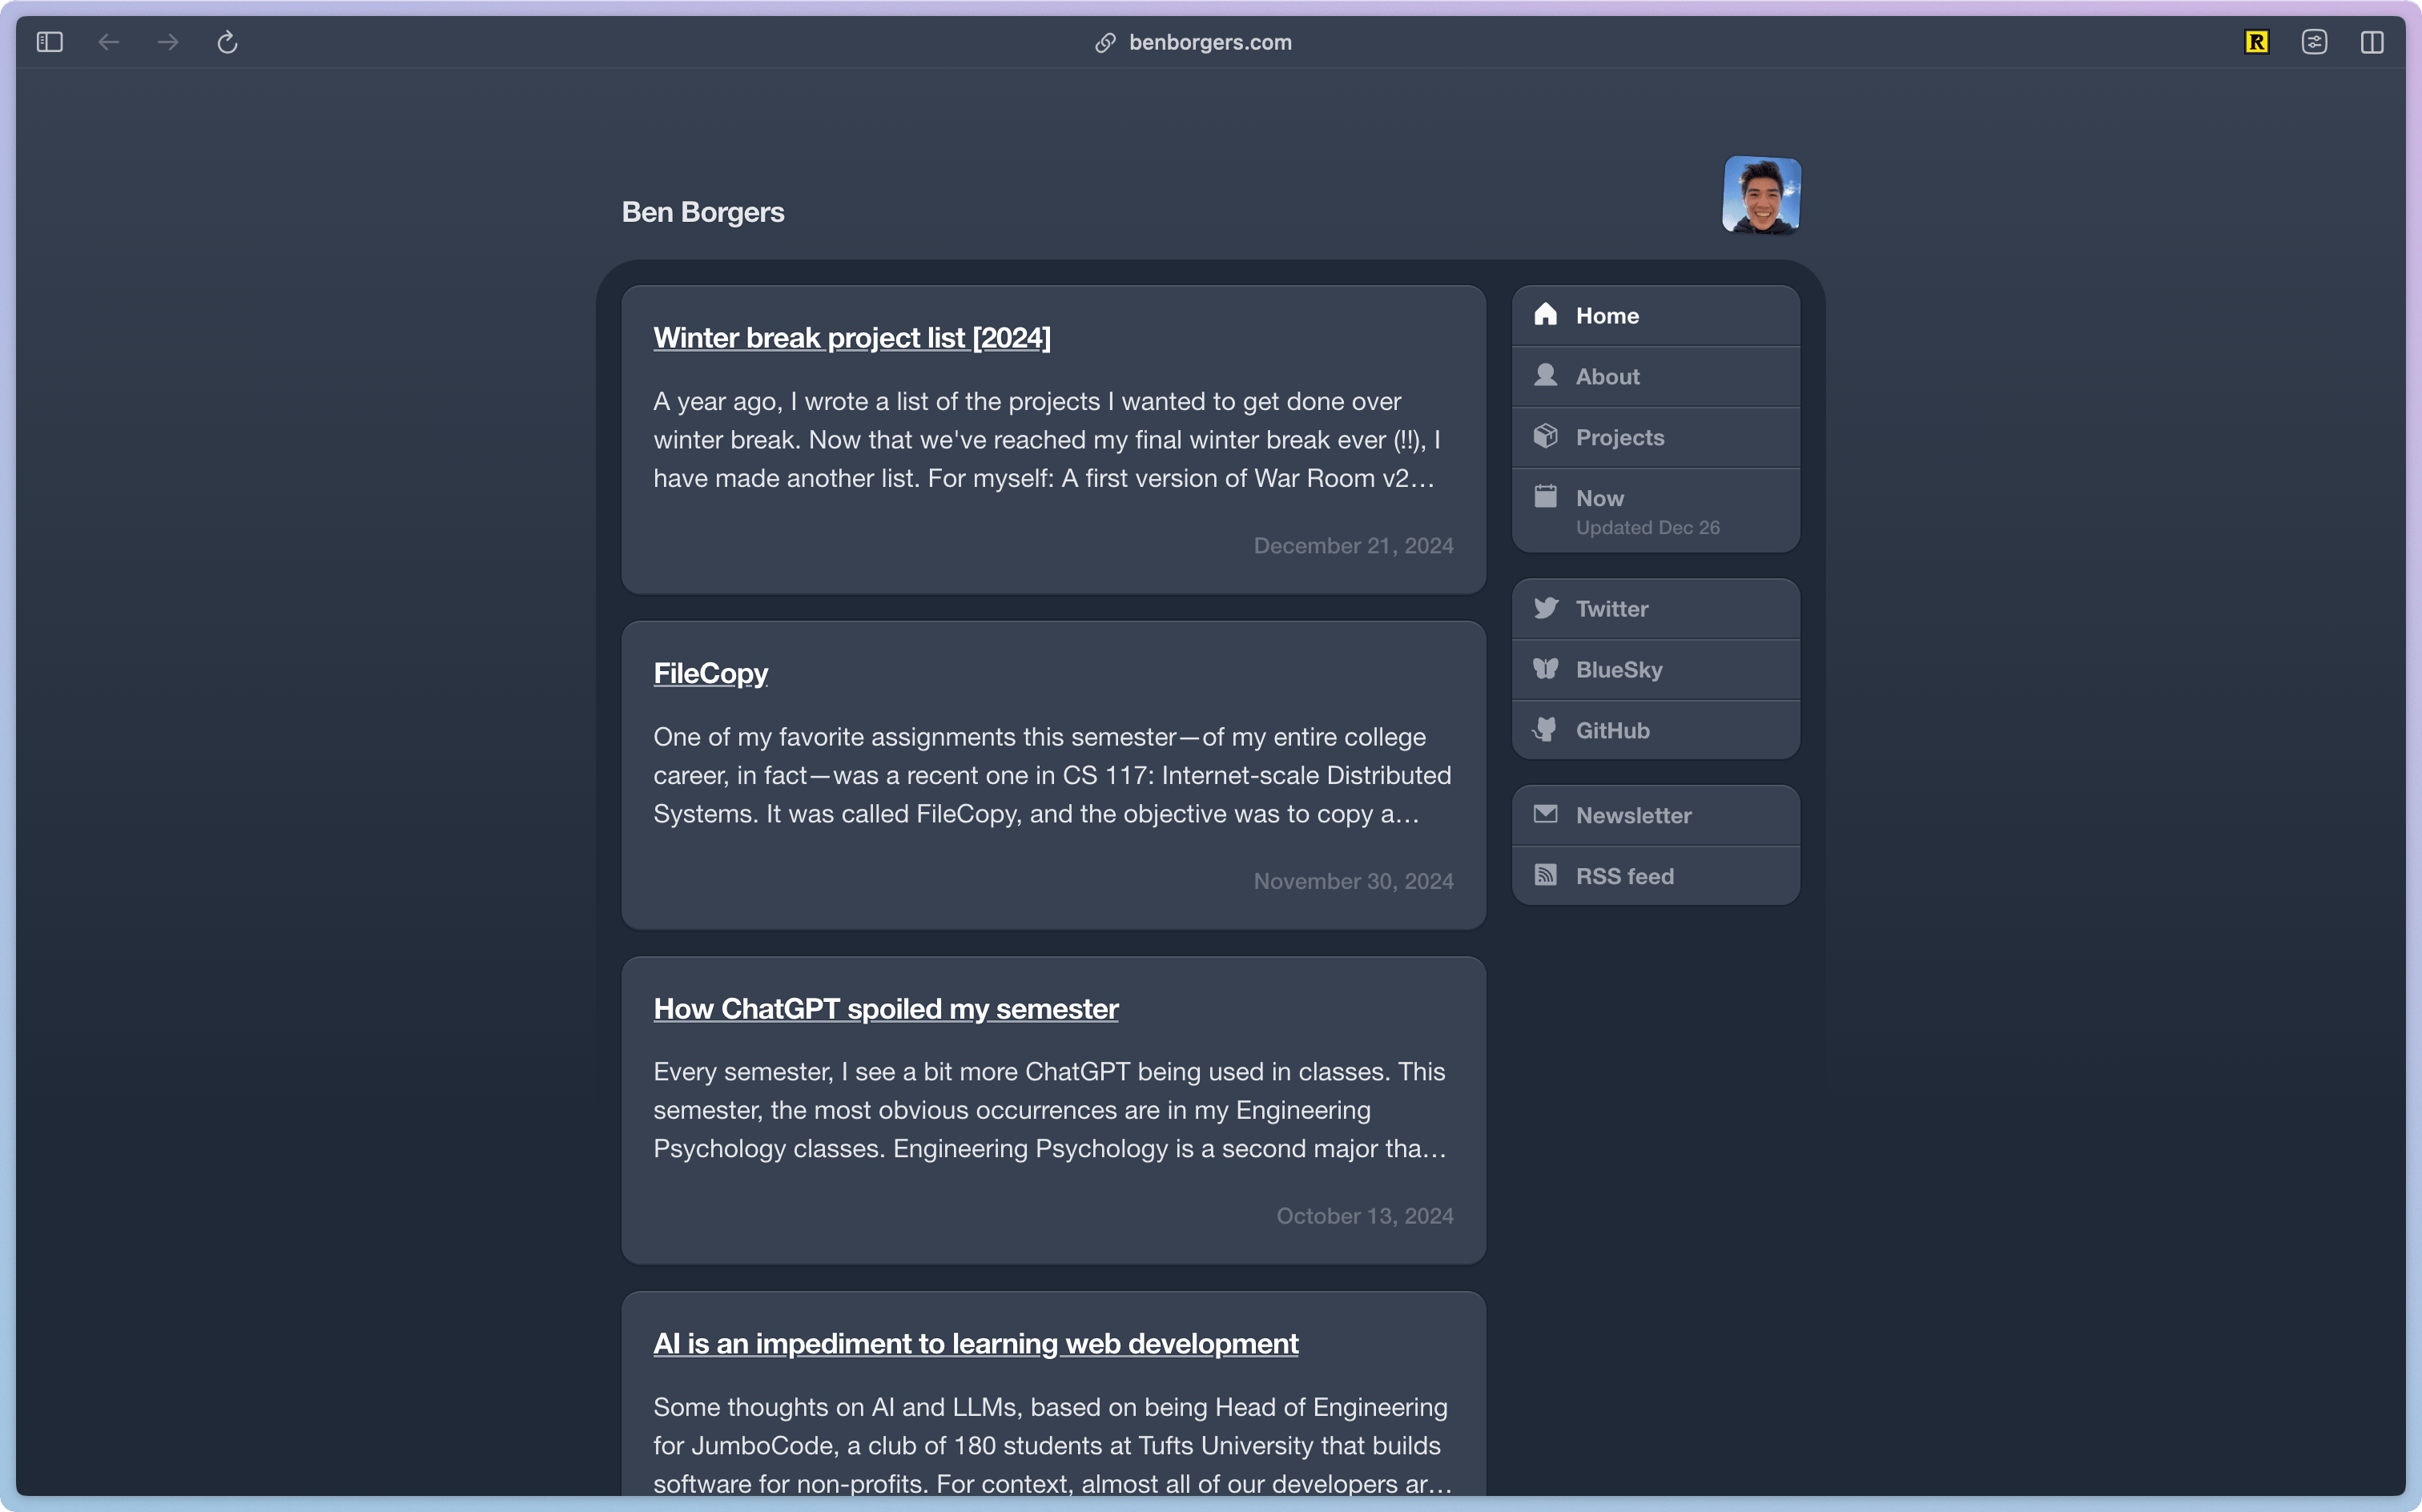 benborgers.com
R
Ben Borgers
Winter break project list [2024]
A year ago, I wrote a list of the projects I wanted to get done over
winter break. Now that we've reached my final winter break ever (!!), I
have made another list. For myself: A first version of War Room v2…
December 21, 2024
FileCopy
One of my favorite assignments this semester—of my entire college
career, in fact—was a recent one in CS 117: Internet-scale Distributed
Systems. It was called FileCopy, and the objective was to copy a…
November 30, 2024
How ChatGPT spoiled my semester
Every semester, I see a bit more ChatGPT being used in classes. This
semester, the most obvious occurrences are in my Engineering
Psychology classes. Engineering Psychology is a second major tha…
October 13, 2024
AI is an impediment to learning web development
Some thoughts on AI and LLMs, based on being Head of Engineering
for JumboCode, a club of 180 students at Tufts University that builds
software for non-profits. For context, almost all of our developers ar…
Home
About
Projects
Now
Updated Dec 26
Twitter
BlueSky
GitHub
Newsletter
RSS feed